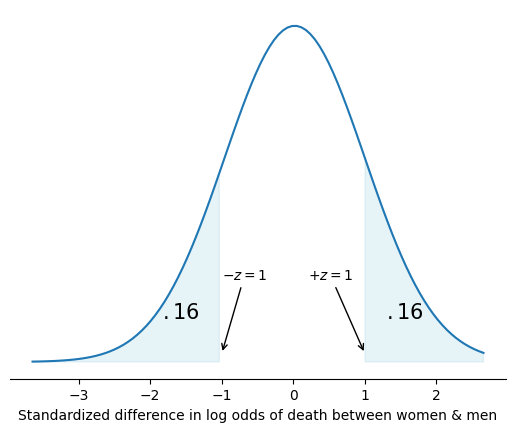 −z = 1
+z = 1
.16
.16
−3
−2
−1
0
1
2
Standardized difference in log odds of death between women & men